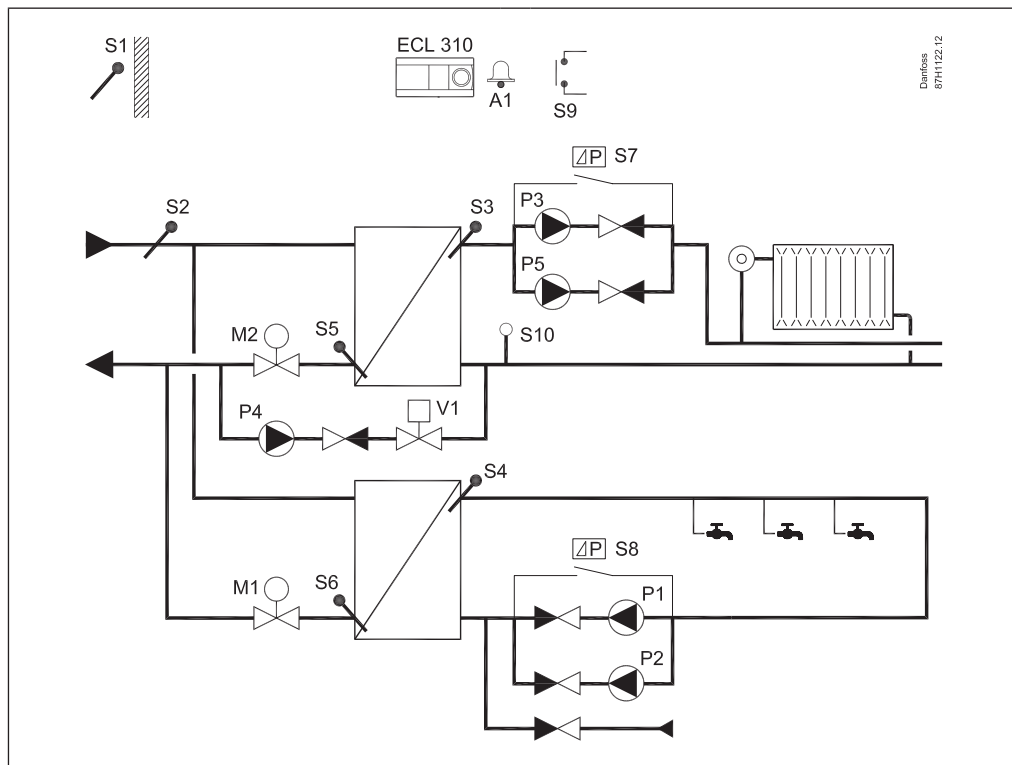 S1
ECL 310
A1
S9
Danfoss
87H1122.12
⊿P S7
S2
S3
P3
P5
S5
S10
M2
P4
V1
S4
⊿P S8
M1
S6
P1
P2